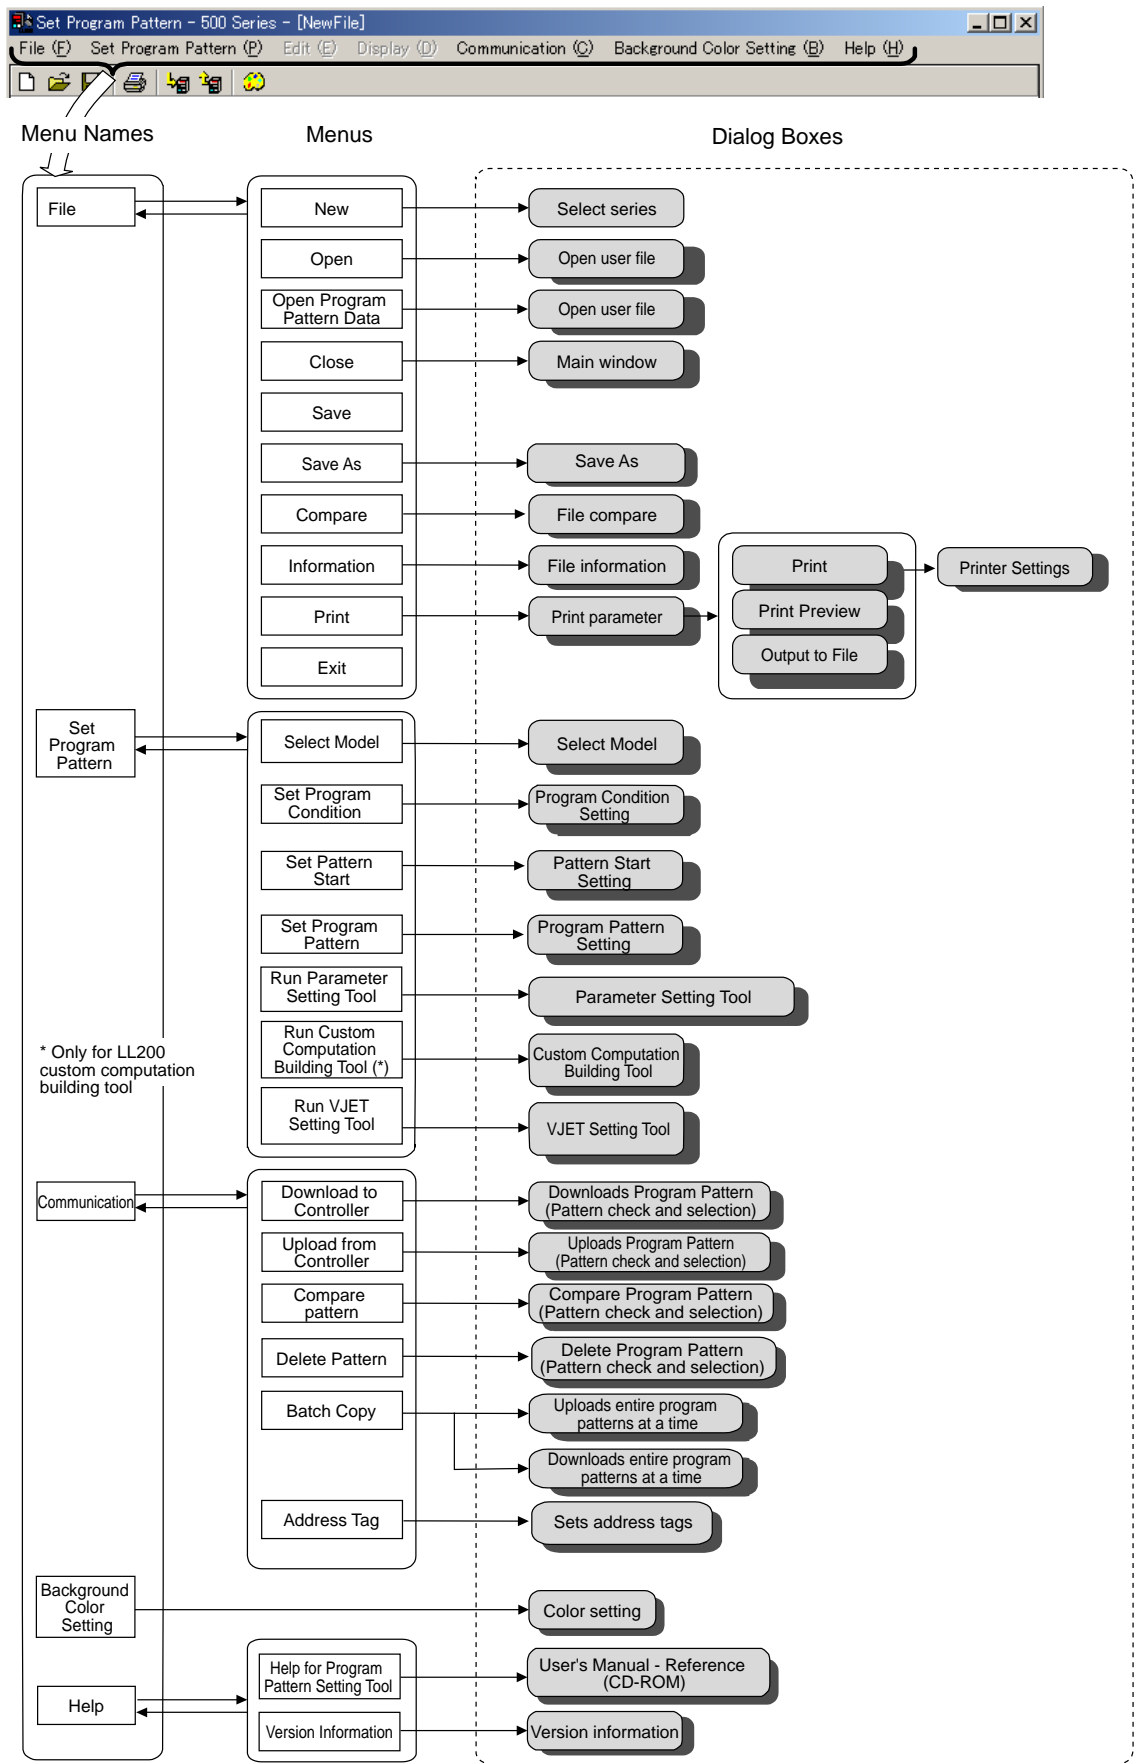 Set Program Pattern - 500 Series - [NewFile]
File (F) Set Program Pattern (P) Edit (E) Display (D) Communication (C) Background Color Setting (B) Help (H)
Menu Names
Menus
Dialog Boxes
File
New
Select series
Open
Open user file
Open Program
Pattern Data
Open user file
Close
Main window
Save
Save As
Save As
Compare
File compare
Information
File information
Print
Print parameter
Print
Printer Settings
Print Preview
Output to File
Exit
Set
Program
Pattern
Select Model
Select Model
Set Program
Condition
Program Condition
Setting
Set Pattern
Start
Pattern Start
Setting
Set Program
Pattern
Program Pattern
Setting
Run Parameter
Setting Tool
Parameter Setting Tool
Run Custom
Computation
Building Tool (*)
Custom Computation
Building Tool
* Only for LL200
custom computation
building tool
Run VJET
Setting Tool
VJET Setting Tool
Communication
Download to
Controller
Downloads Program Pattern
(Pattern check and selection)
Upload from
Controller
Uploads Program Pattern
(Pattern check and selection)
Compare
pattern
Compare Program Pattern
(Pattern check and selection)
Delete Pattern
Delete Program Pattern
(Pattern check and selection)
Batch Copy
Uploads entire program
patterns at a time
Downloads entire program
patterns at a time
Address Tag
Sets address tags
Background
Color
Setting
Color setting
Help
Help for Program
Pattern Setting Tool
User's Manual - Reference
(CD-ROM)
Version Information
Version information